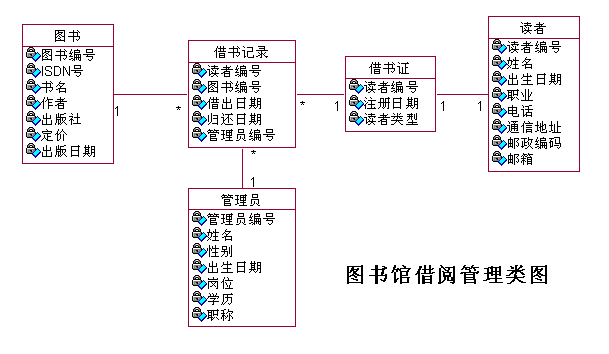 图书
图书编号
ISDN号
书名
作者
出版社
定价
出版日期
1
*
借书记录
读者编号
图书编号
借出日期
归还日期
管理员编号
*
1
借书证
读者编号
注册日期
读者类型
1
1
读者
读者编号
姓名
出生日期
职业
电话
通信地址
邮政编码
邮箱
*
1
管理员
管理员编号
姓名
性别
出生日期
岗位
学历
职称
图书馆借阅管理类图